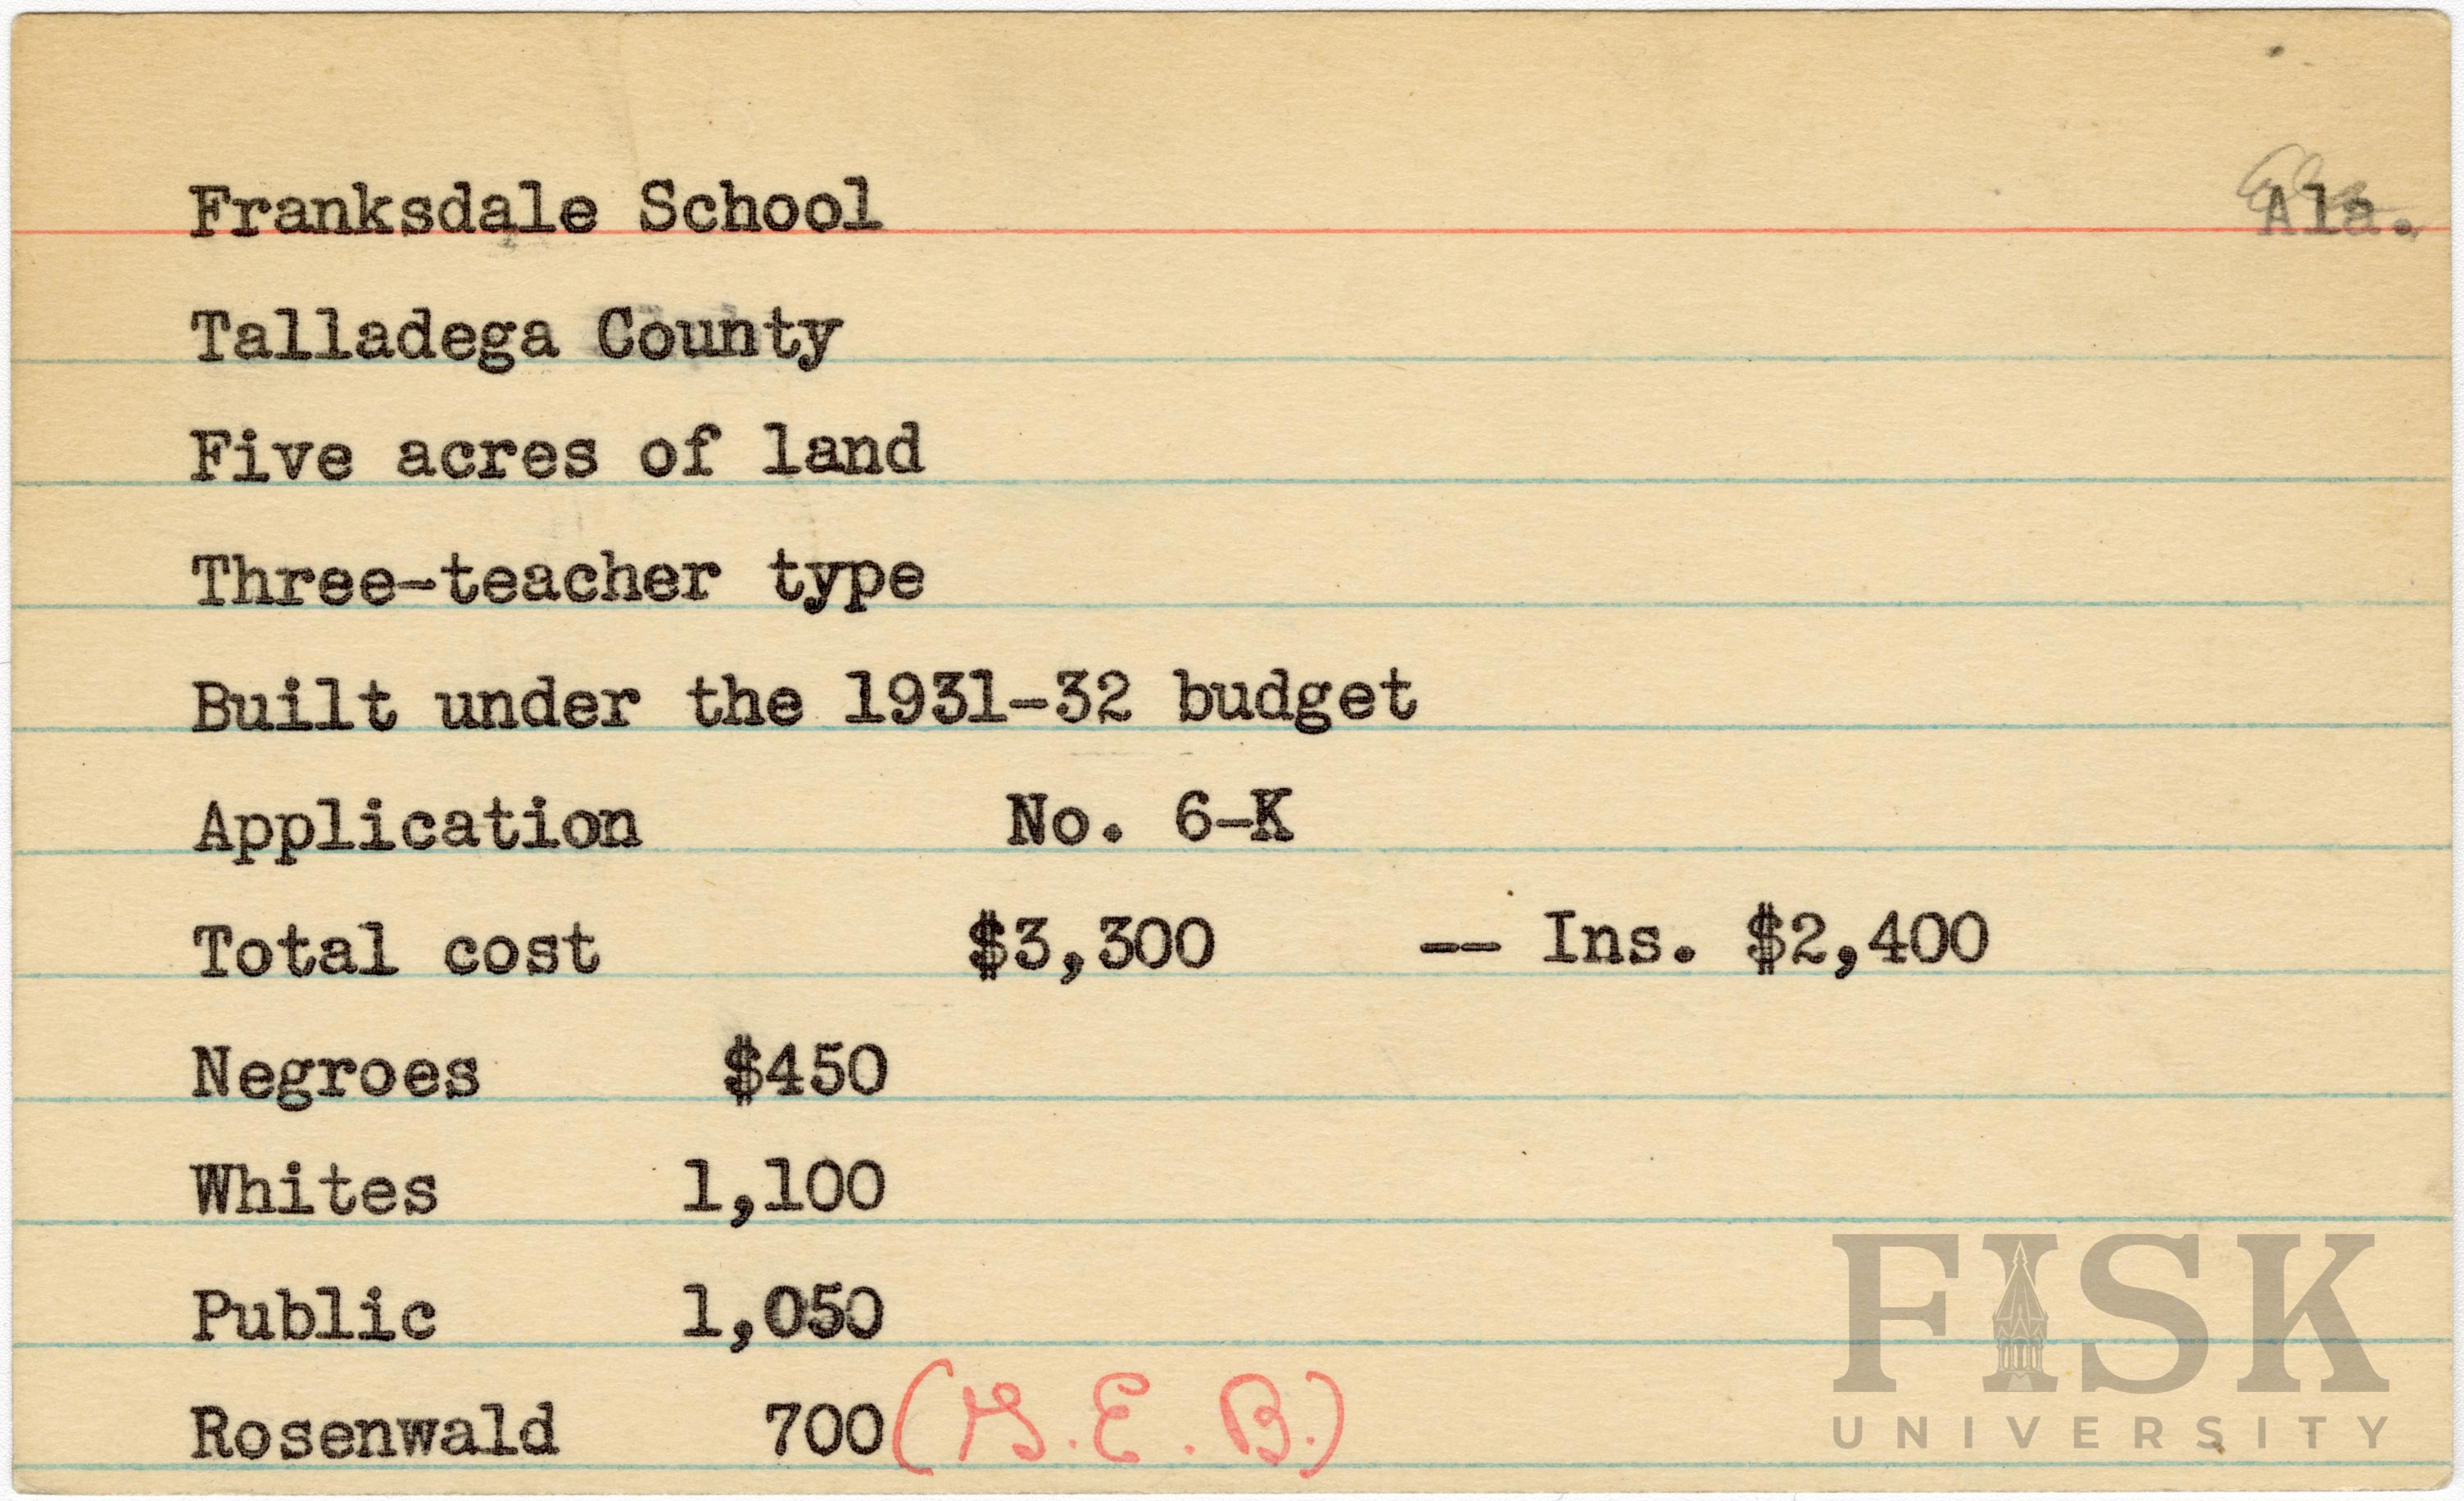 Franksdale School Ala.
Talladega County
Five acres of land
Three-teacher type
Built under the 1931-32 budget
Application No. 6-K
Total cost $3,300 -- Ins. $2,400
Negroes $450
Whites 1,100
Public 1,050
Rosenwald 700 (G.E.B.)
FISK
UNIVERSITY